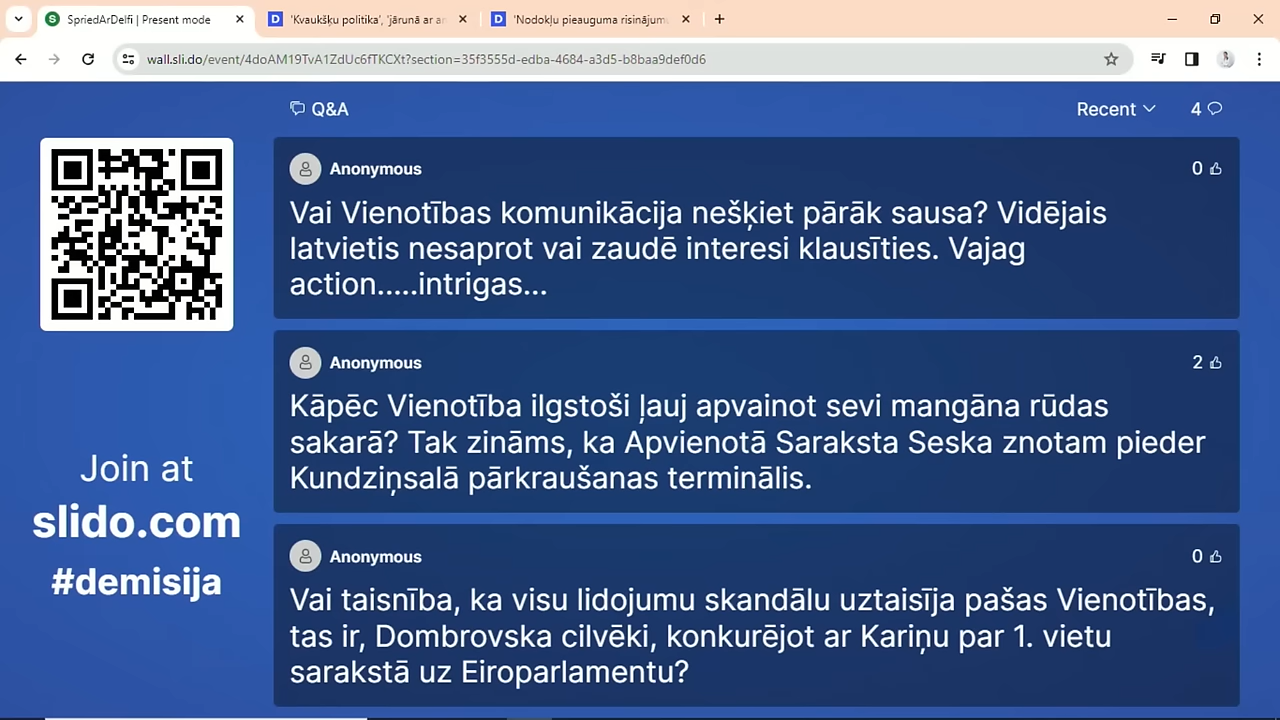 SpriedArDelfi | Present mode
'Kvaukšķu politika', 'jārunā ar ar
'Nodokļu pieauguma risinājumu
wall.sli.do/event/4doAM19TvA1ZdUc6fTKCXt?section=35f3555d-edba-4684-a3d5-b8baa9def0d6
Q&A
Recent
4
Anonymous
0
Vai Vienotības komunikācija nešķiet pārāk sausa? Vidējais
latvietis nesaprot vai zaudē interesi klausīties. Vajag
action.....intrigas...
Anonymous
2
Kāpēc Vienotība ilgstoši ļauj apvainot sevi mangāna rūdas
sakarā? Tak zināms, ka Apvienotā Saraksta Seska znotam pieder
Kundziņsalā pārkraušanas terminālis.
Anonymous
0
Vai taisnība, ka visu lidojumu skandālu uztaisīja pašas Vienotības,
tas ir, Dombrovska cilvēki, konkurējot ar Kariņu par 1. vietu
sarakstā uz Eiroparlamentu?
Join at
slido.com
#demisija